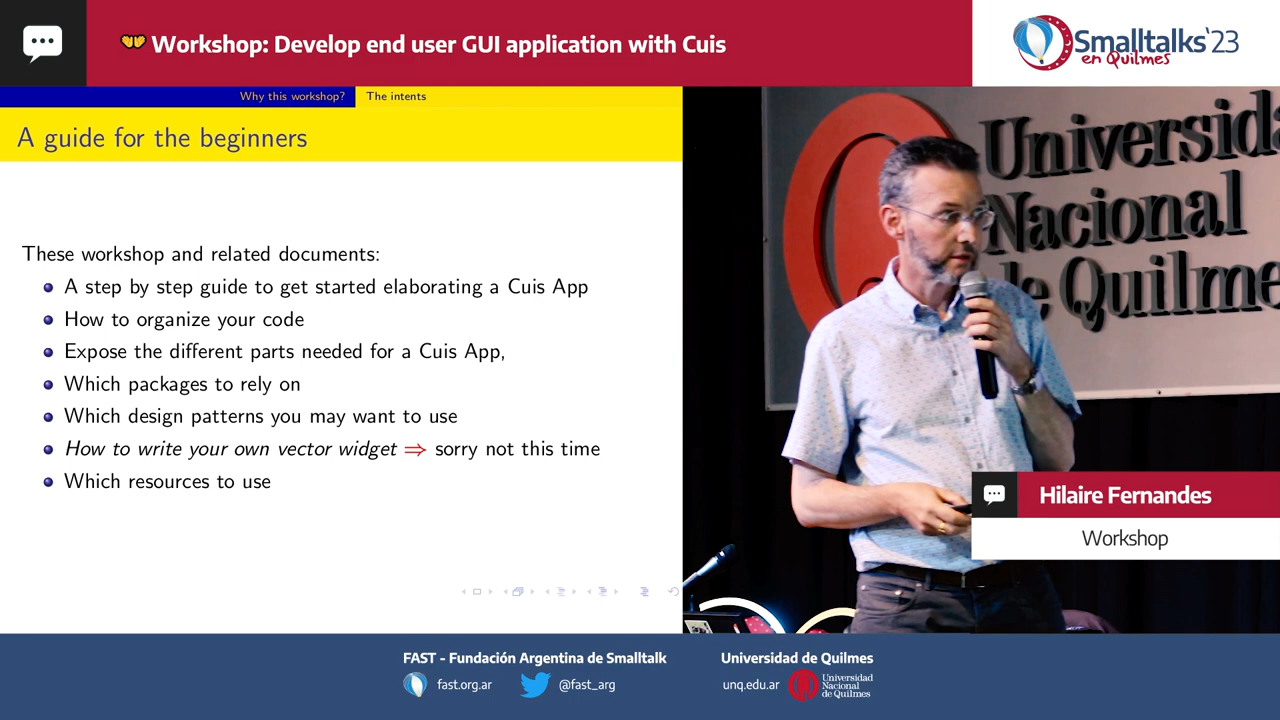 Workshop: Develop end user GUI application with Cuis
Smalltalks'23
en Quilmes
Why this workshop?
The intents
A guide for the beginners
These workshop and related documents:
A step by step guide to get started elaborating a Cuis App
How to organize your code
Expose the different parts needed for a Cuis App,
Which packages to rely on
Which design patterns you may want to use
How to write your own vector widget ⇒ sorry not this time
Which resources to use
Universida
Nacional
de Quilme
Hilaire Fernandes
Workshop
FAST - Fundación Argentina de Smalltalk
fast.org.ar
@fast_arg
Universidad de Quilmes
unq.edu.ar
Universidad
Nacional
de Quilmes